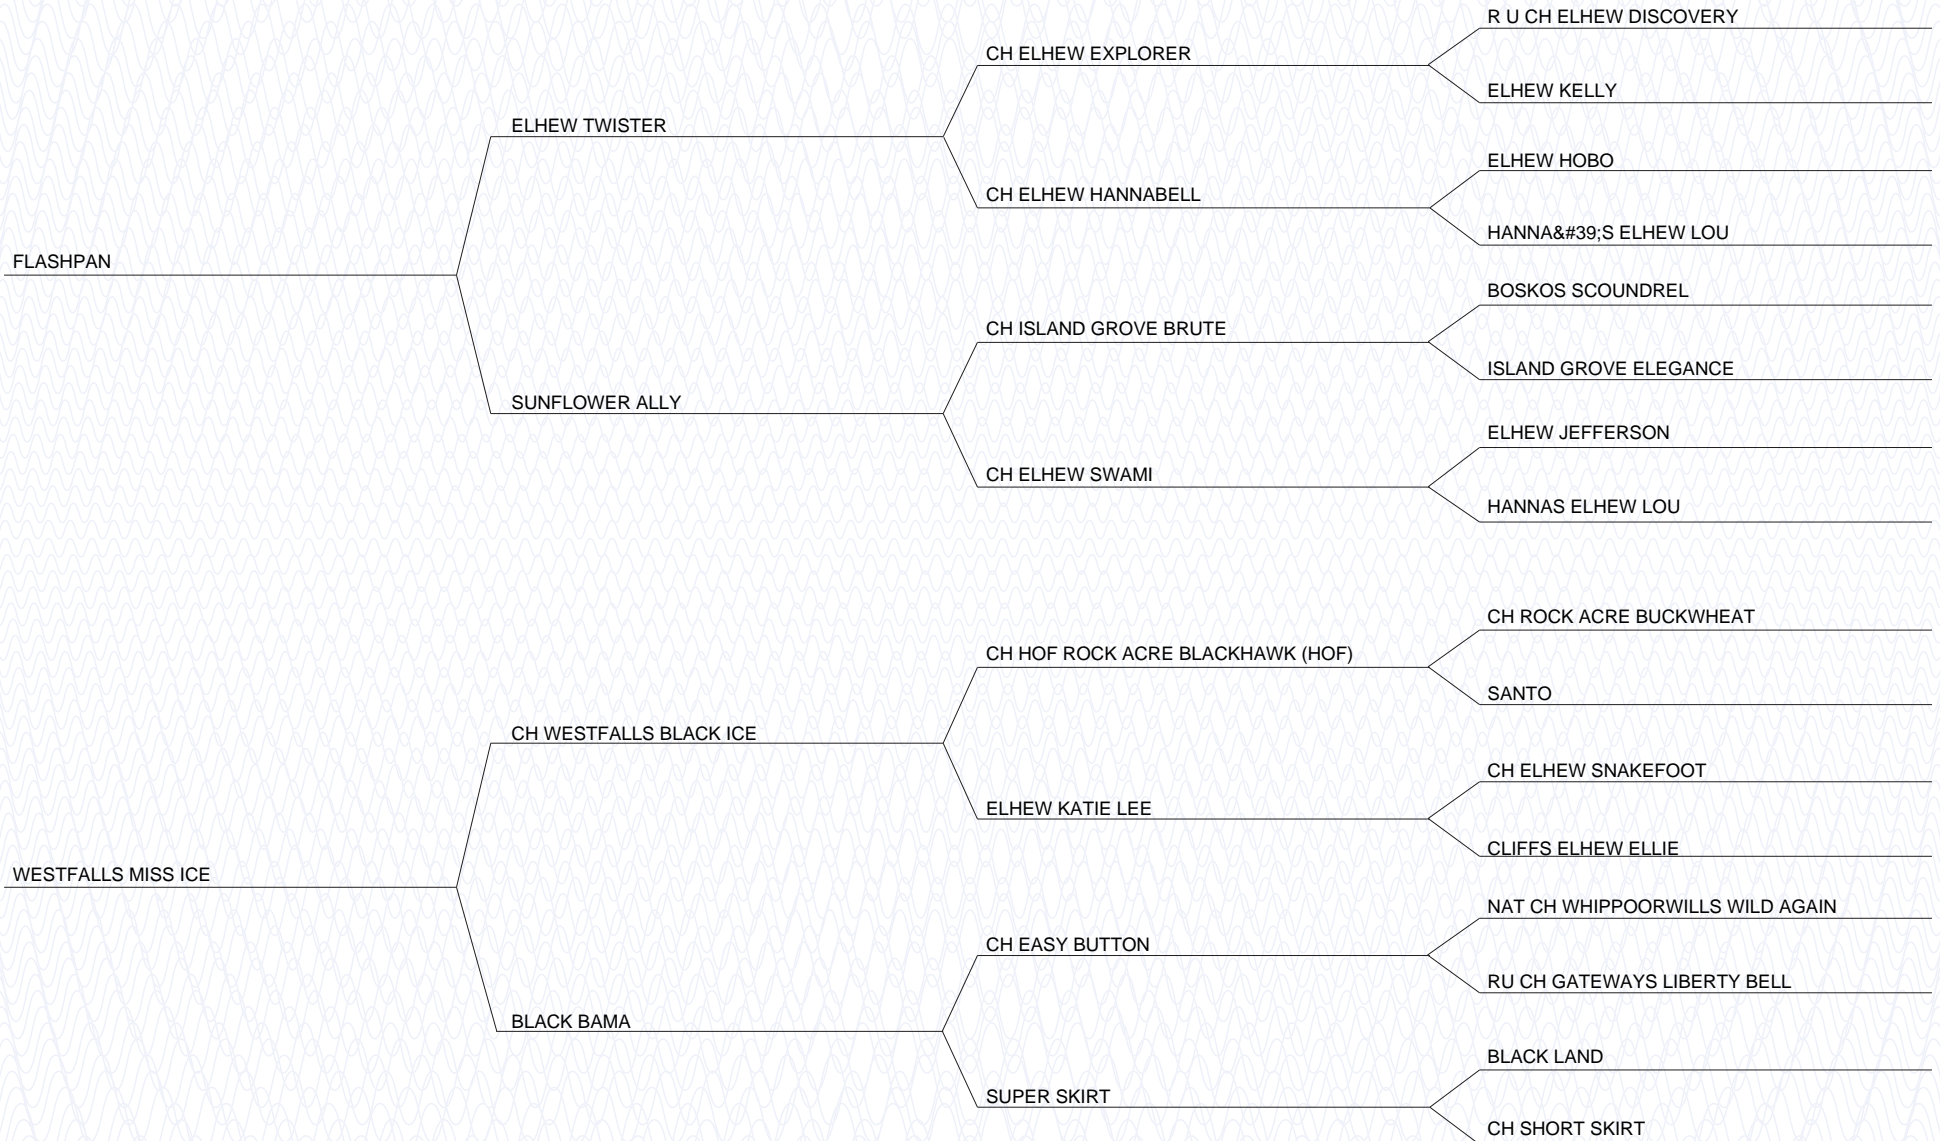 R U CH ELHEW DISCOVERY
CH ELHEW EXPLORER
ELHEW KELLY
ELHEW TWISTER
ELHEW HOBO
CH ELHEW HANNABELL
HANNA&#39;S ELHEW LOU
FLASHPAN
BOSKOS SCOUNDREL
CH ISLAND GROVE BRUTE
ISLAND GROVE ELEGANCE
SUNFLOWER ALLY
ELHEW JEFFERSON
CH ELHEW SWAMI
HANNAS ELHEW LOU
CH ROCK ACRE BUCKWHEAT
CH HOF ROCK ACRE BLACKHAWK (HOF)
SANTO
CH WESTFALLS BLACK ICE
CH ELHEW SNAKEFOOT
ELHEW KATIE LEE
CLIFFS ELHEW ELLIE
WESTFALLS MISS ICE
NAT CH WHIPPOORWILLS WILD AGAIN
CH EASY BUTTON
RU CH GATEWAYS LIBERTY BELL
BLACK BAMA
BLACK LAND
SUPER SKIRT
CH SHORT SKIRT